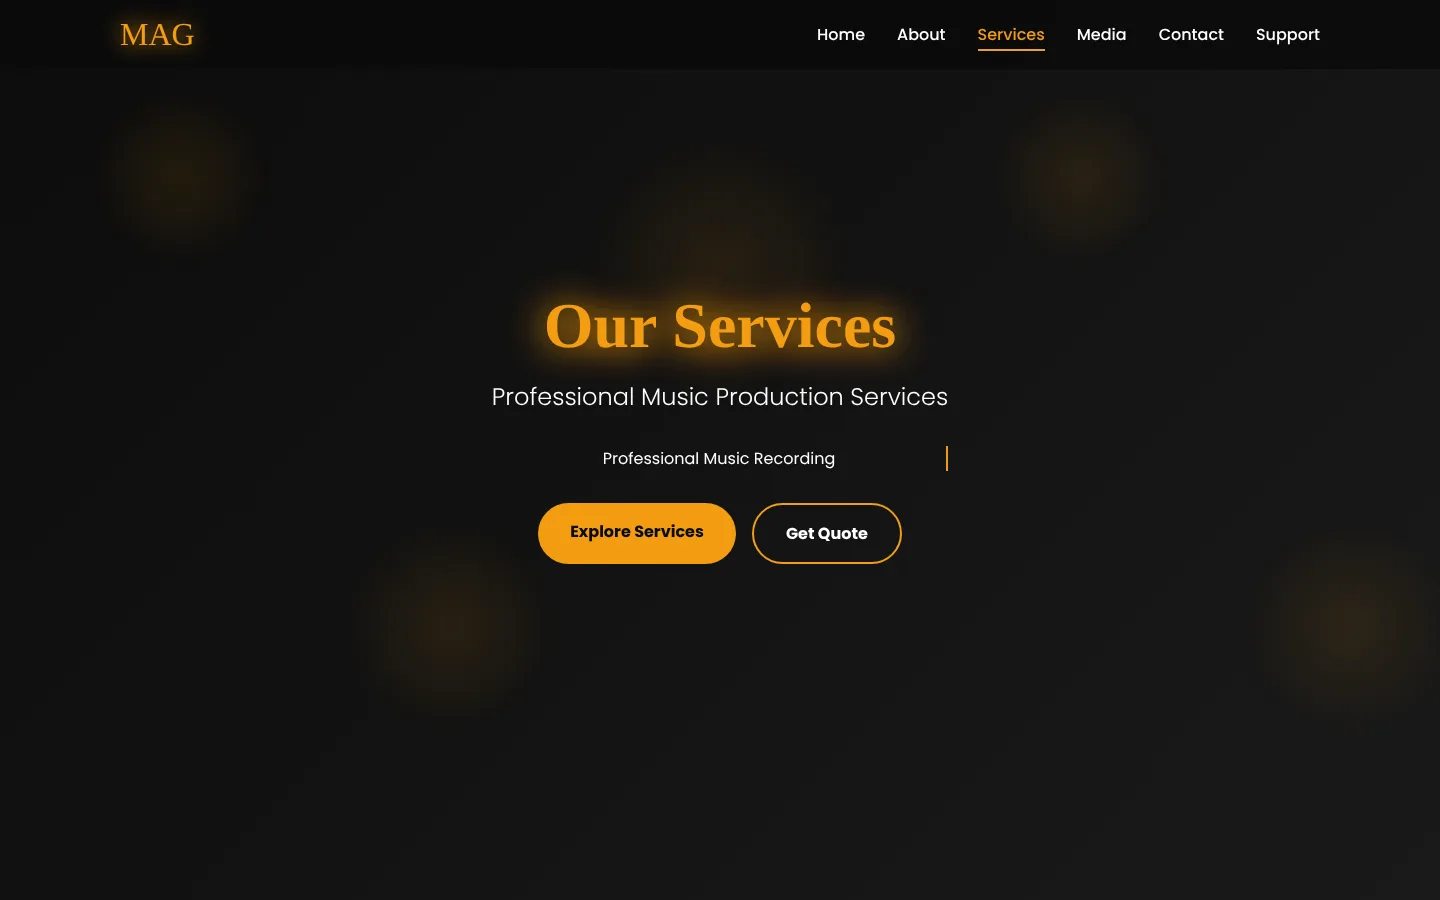 MAG
Home About Services Media Contact Support
Our Services
Professional Music Production Services
Professional Music Recording
Explore Services Get Quote